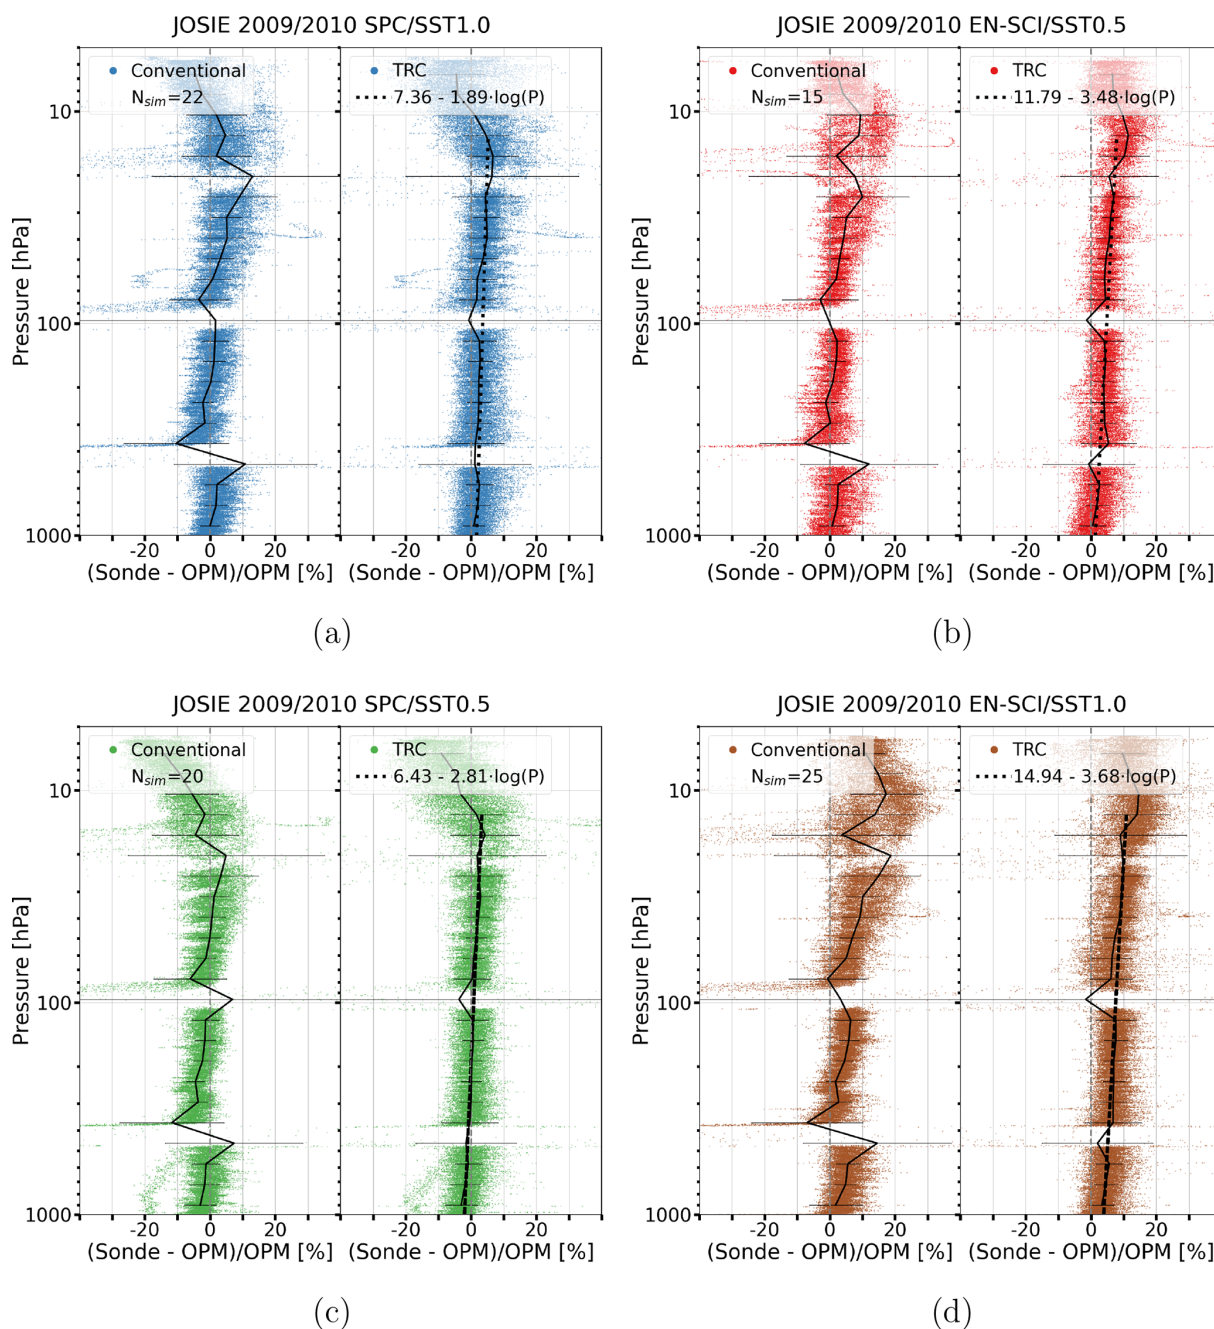 JOSIE 2009/2010 SPC/SST1.0
Conventional
N_sim=22
TRC
7.36 - 1.89·log(P)
10
100
1000
Pressure [hPa]
-20 0 20
-20 0 20
(Sonde - OPM)/OPM [%]
(Sonde - OPM)/OPM [%]
(a)
JOSIE 2009/2010 EN-SCI/SST0.5
Conventional
N_sim=15
TRC
11.79 - 3.48·log(P)
10
100
1000
Pressure [hPa]
-20 0 20
-20 0 20
(Sonde - OPM)/OPM [%]
(Sonde - OPM)/OPM [%]
(b)
JOSIE 2009/2010 SPC/SST0.5
Conventional
N_sim=20
TRC
6.43 - 2.81·log(P)
10
100
1000
Pressure [hPa]
-20 0 20
-20 0 20
(Sonde - OPM)/OPM [%]
(Sonde - OPM)/OPM [%]
(c)
JOSIE 2009/2010 EN-SCI/SST1.0
Conventional
N_sim=25
TRC
14.94 - 3.68·log(P)
10
100
1000
Pressure [hPa]
-20 0 20
-20 0 20
(Sonde - OPM)/OPM [%]
(Sonde - OPM)/OPM [%]
(d)